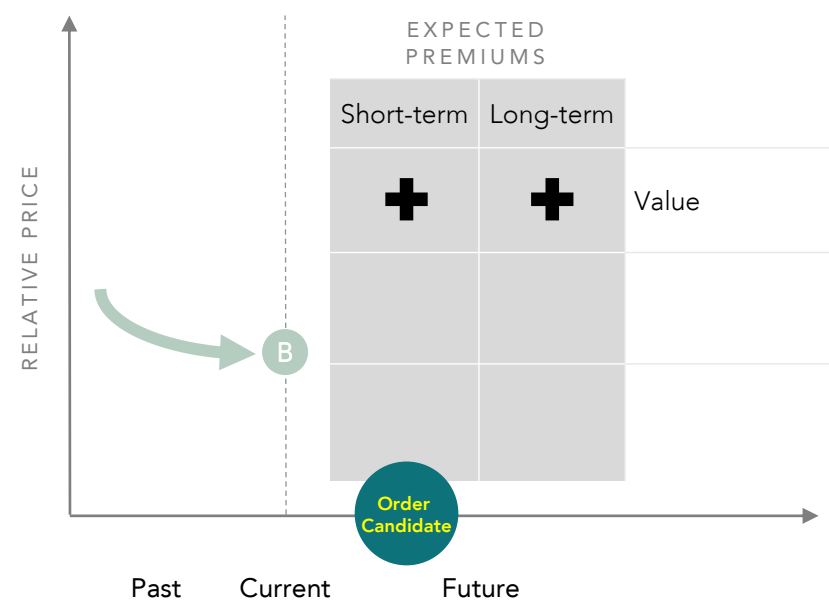 EXPECTED
PREMIUMS
Short-term
Long-term
Value
RELATIVE PRICE
B
Order
Candidate
Past
Current
Future